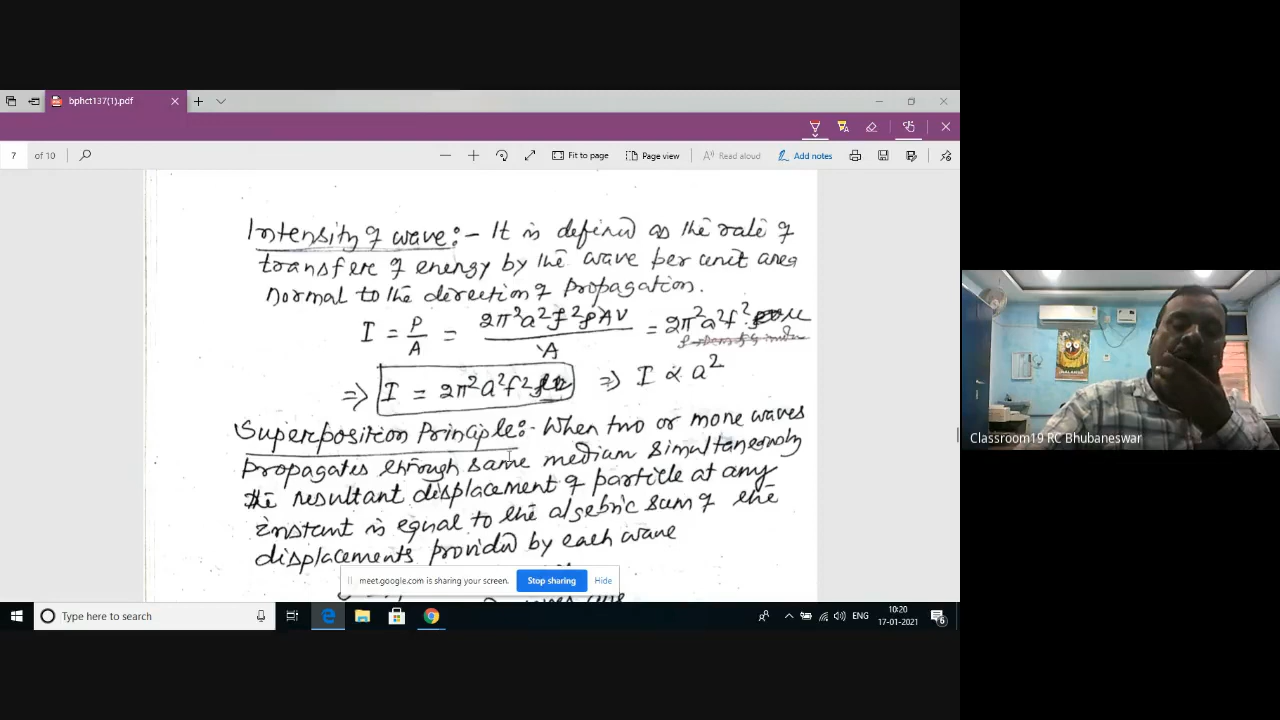 bphct137(1).pdf
7 of 10
Fit to page
Page view
Read aloud
Add notes
Intensity of wave:- It is defined as the rate of
transfer of energy by the wave per unit area
normal to the direction of propagation.
I = P/A = 2π²a²f²ρAV/A = 2π²a²f²
⇒ I = 2π²a²f² ⇒ I ∝ a²
Superposition Principle:- When two or more waves
propagates through same medium simultaneously
the resultant displacement of particle at any
instant is equal to the algebric sum of the
displacements provided by each wave
meet.google.com is sharing your screen. Stop sharing Hide
Classroom19 RC Bhubaneswar
Type here to search
ENG
10:20
17-01-2021
6